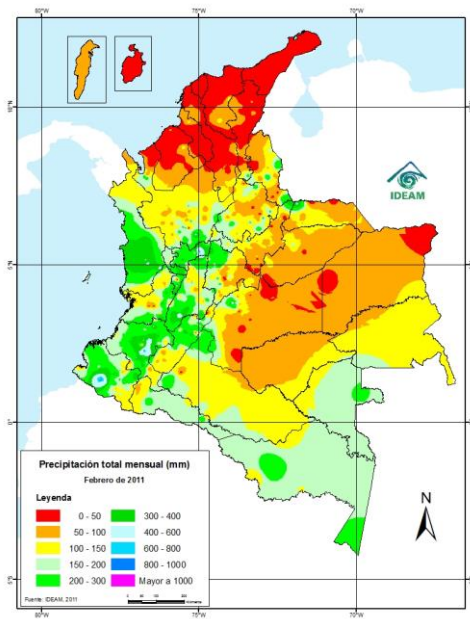 80°W
75°W
70°W
IDEAM
N
Precipitación total mensual (mm)
Febrero de 2011
Leyenda
0 - 50
300 - 400
50 - 100
400 - 600
100 - 150
600 - 800
150 - 200
800 - 1000
200 - 300
Mayor a 1000
Fuente: IDEAM, 2011
80°W
75°W
70°W